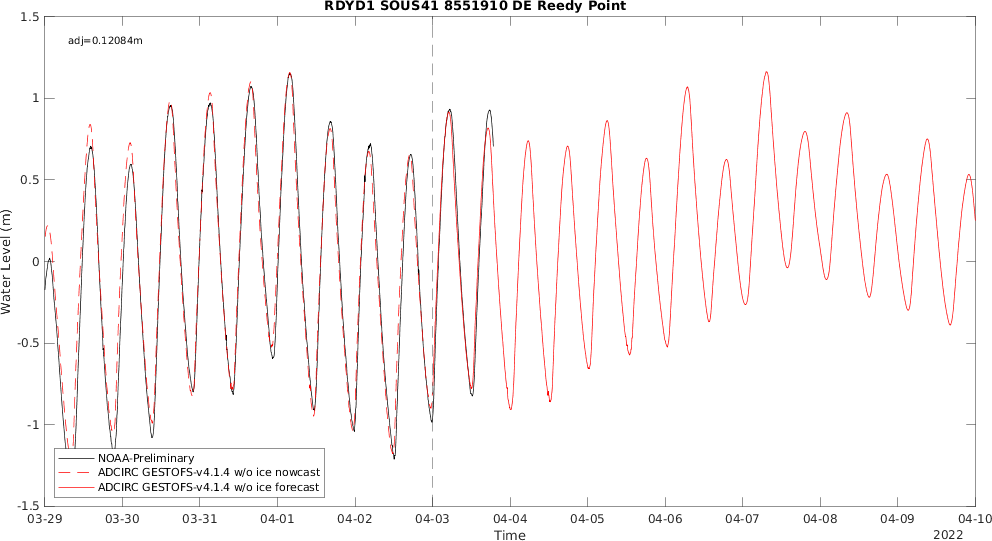 RDYD1 SOUS41 8551910 DE Reedy Point
adj=0.12084m
1.5
1
0.5
0
-0.5
-1
-1.5
Water Level (m)
NOAA-Preliminary
ADCIRC GESTOFS-v4.1.4 w/o ice nowcast
ADCIRC GESTOFS-v4.1.4 w/o ice forecast
03-29 03-30 03-31 04-01 04-02 04-03 04-04 04-05 04-06 04-07 04-08 04-09 04-10
Time
2022